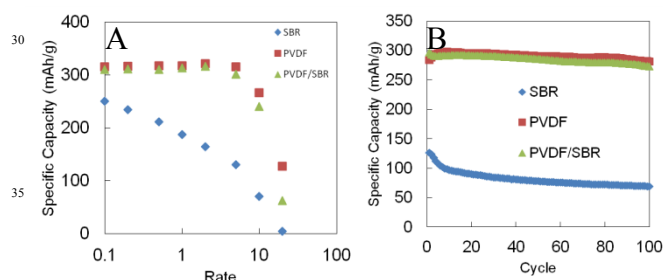 30
35
A
Specific Capacity (mAh/g)
400
300
200
100
0
0.1 1 10 100
Rate
SBR
PVDF
PVDF/SBR
B
Specific Capacity (mAh/g)
350
300
250
200
150
100
50
0
0 20 40 60 80 100
Cycle
SBR
PVDF
PVDF/SBR